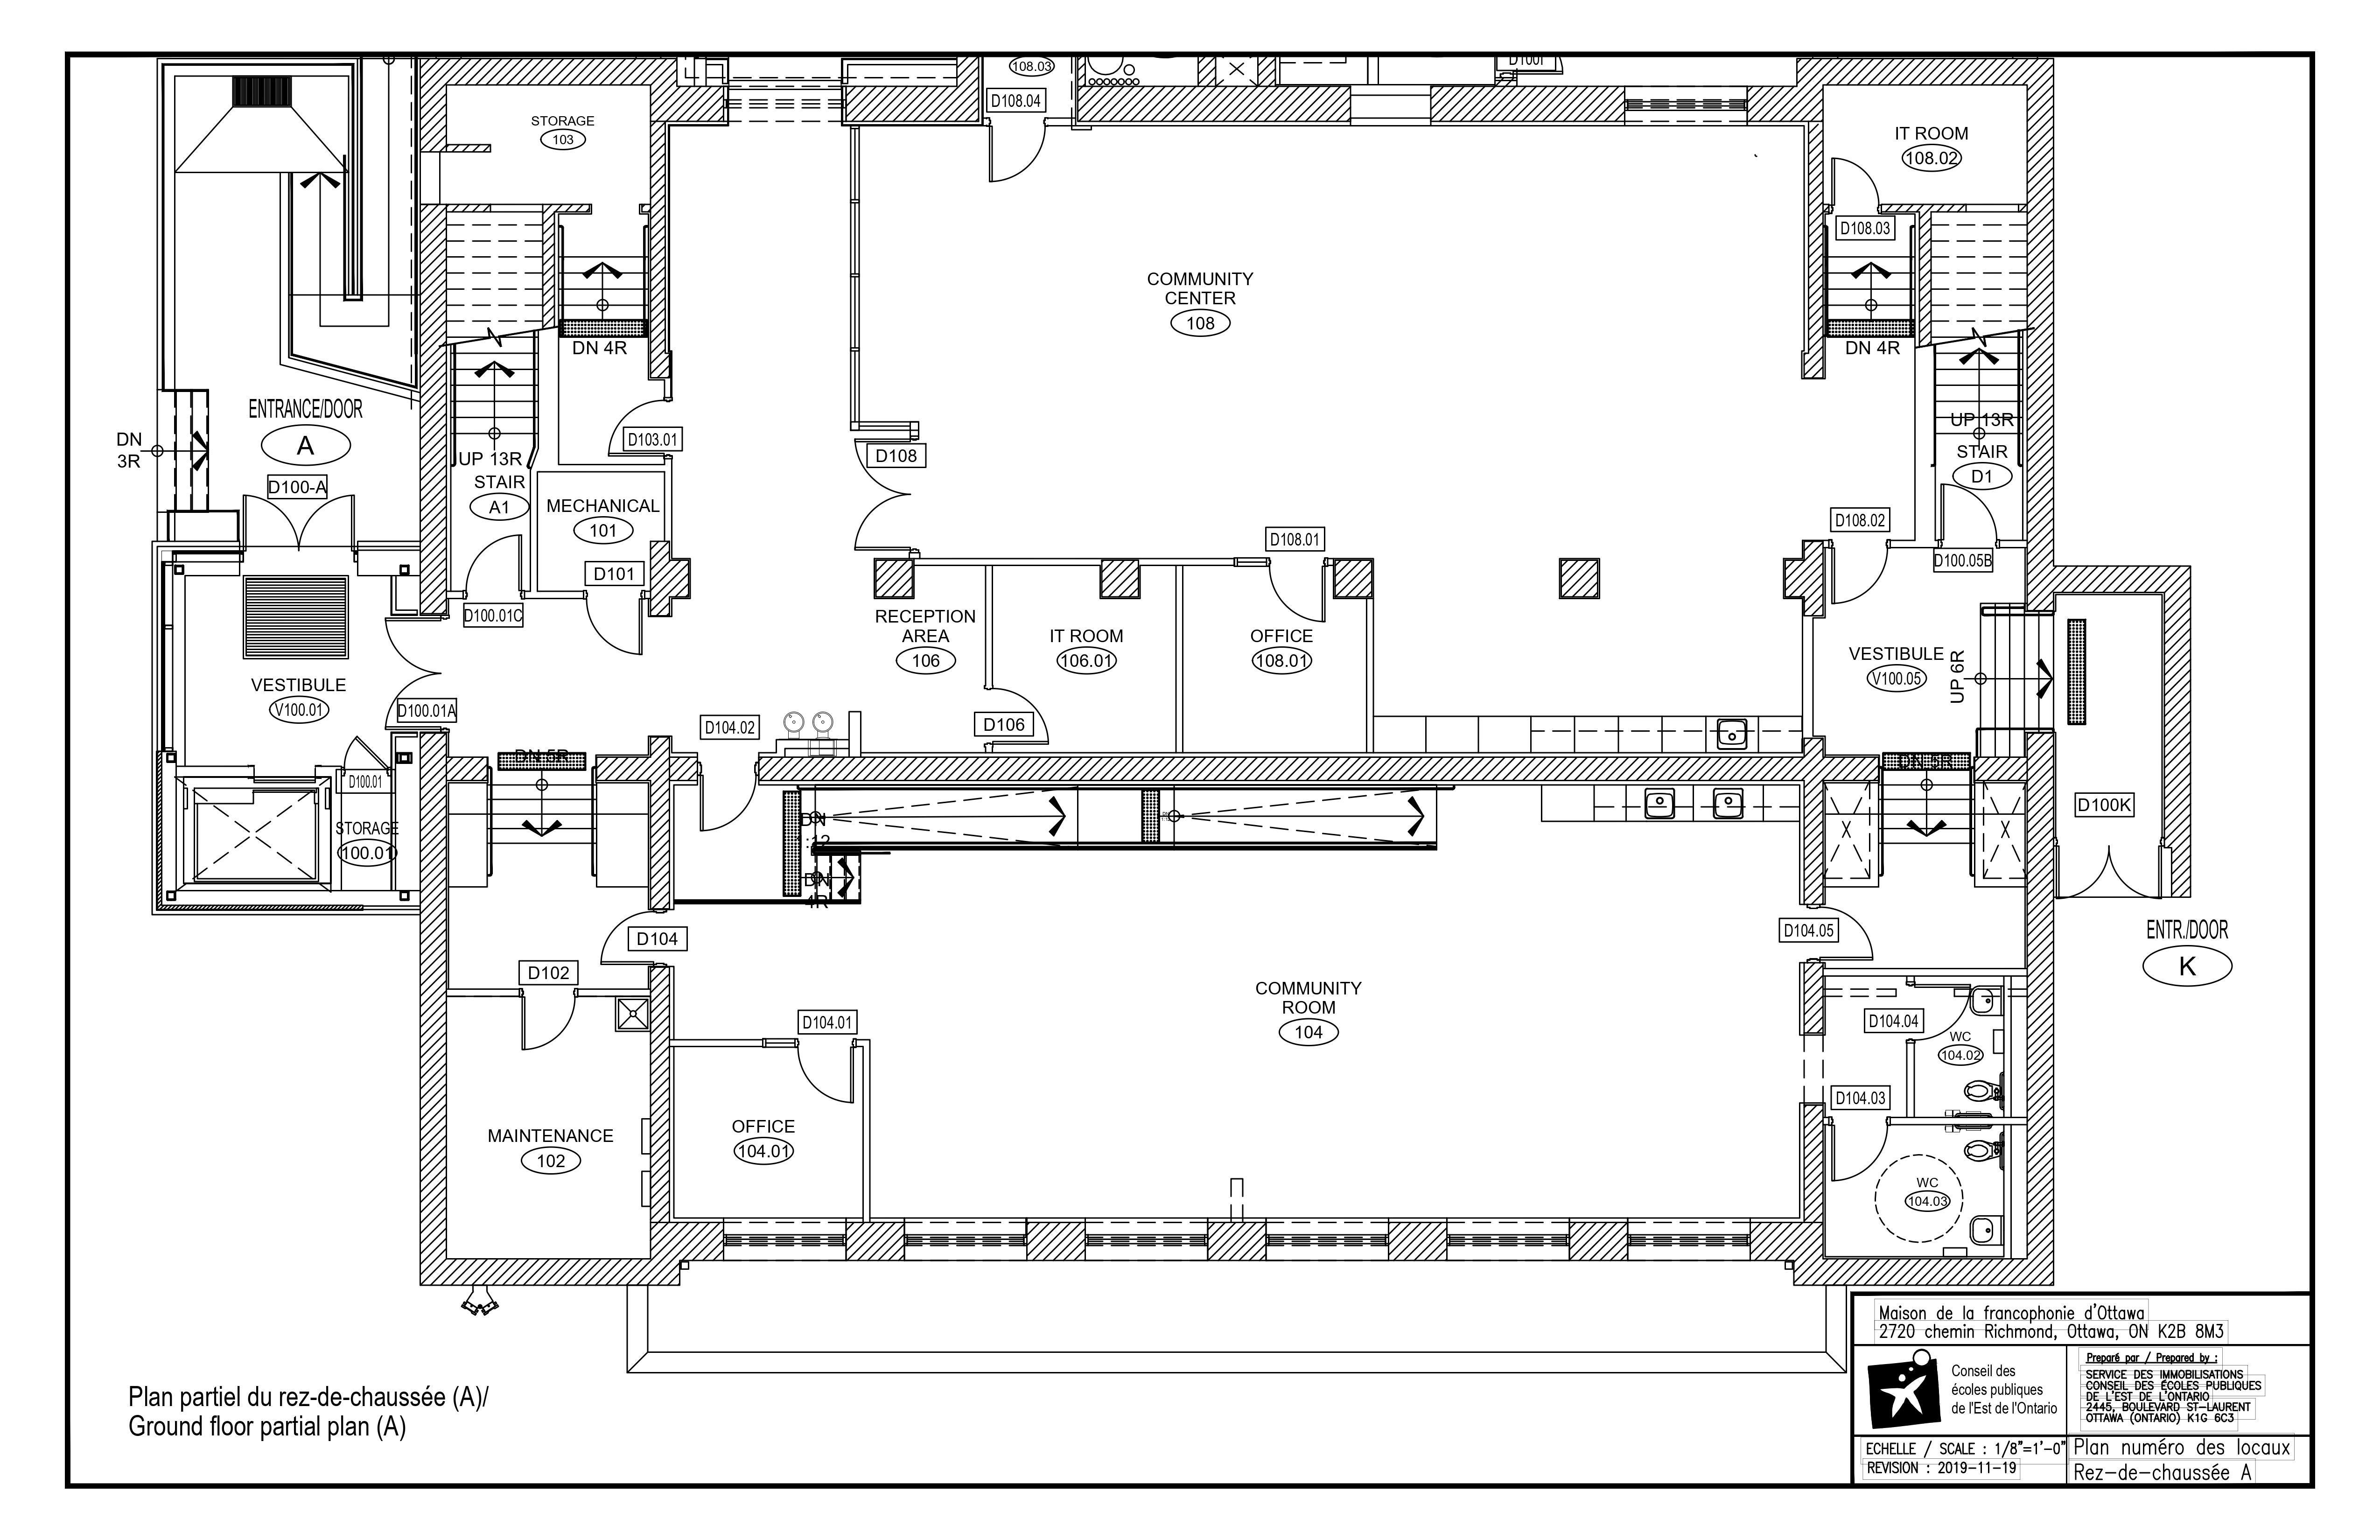 108.03
D108.04
D100I
STORAGE
103
IT ROOM
108.02
D108.03
COMMUNITY
CENTER
108
DN 4R
DN 4R
ENTRANCE/DOOR
A
DN
3R
D100-A
UP 13R
STAIR
A1
D103.01
D108
MECHANICAL
101
D101
D100.01C
UP 13R
STAIR
D1
D108.02
D100.05B
D108.01
RECEPTION
AREA
106
IT ROOM
106.01
OFFICE
108.01
VESTIBULE
V100.05
UP 6R
VESTIBULE
V100.01
D100.01A
D104.02
D106
DN 5R
DN 5R
D100.01
STORAGE
100.01
DN
1:12
DN
4R
D100K
D104
D104.05
ENTR./DOOR
K
D102
D104.01
COMMUNITY
ROOM
104
D104.04
WC
104.02
D104.03
MAINTENANCE
102
OFFICE
104.01
WC
104.03
Plan partiel du rez-de-chaussée (A)/
Ground floor partial plan (A)
Maison de la francophonie d'Ottawa
2720 chemin Richmond, Ottawa, ON K2B 8M3
Conseil des
écoles publiques
de l'Est de l'Ontario
Preparé par / Prepared by :
SERVICE DES IMMOBILISATIONS
CONSEIL DES ÉCOLES PUBLIQUES
DE L'EST DE L'ONTARIO
2445, BOULEVARD ST-LAURENT
OTTAWA (ONTARIO) K1G 6C3
ECHELLE / SCALE : 1/8"=1'-0"
REVISION : 2019-11-19
Plan numéro des locaux
Rez-de-chaussée A